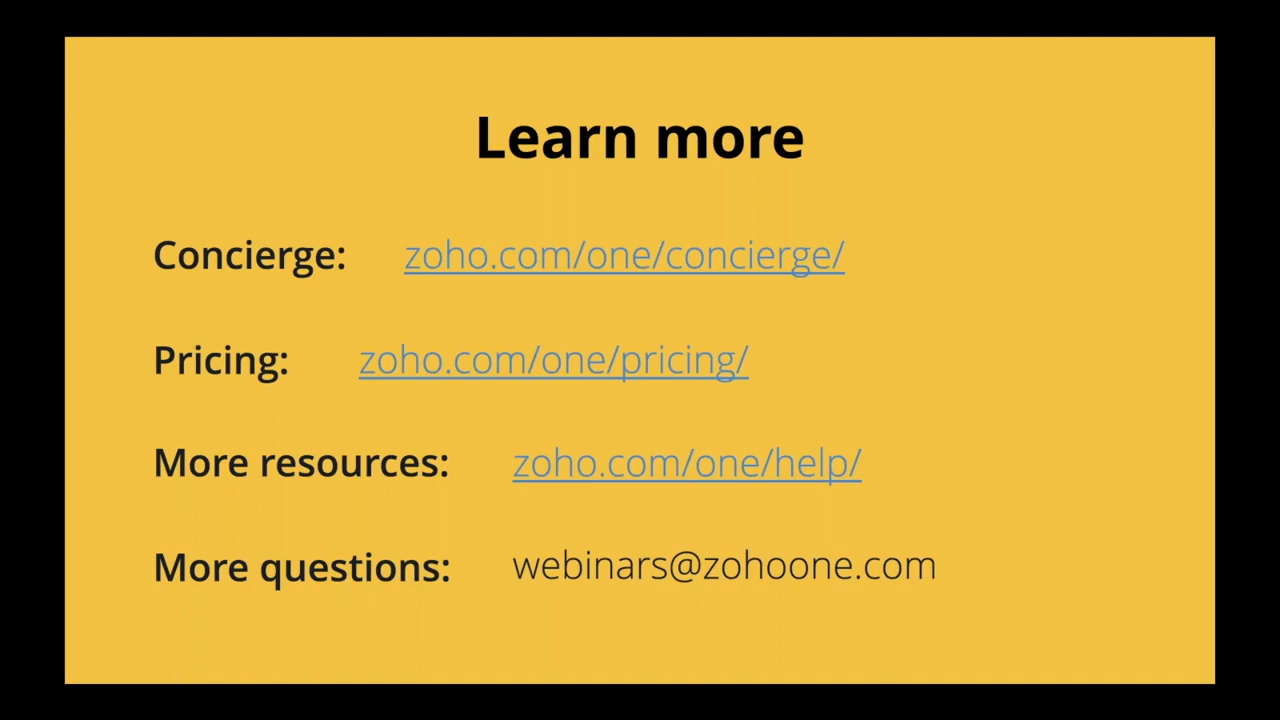 Learn more
Concierge: zoho.com/one/concierge/
Pricing: zoho.com/one/pricing/
More resources: zoho.com/one/help/
More questions: webinars@zohoone.com